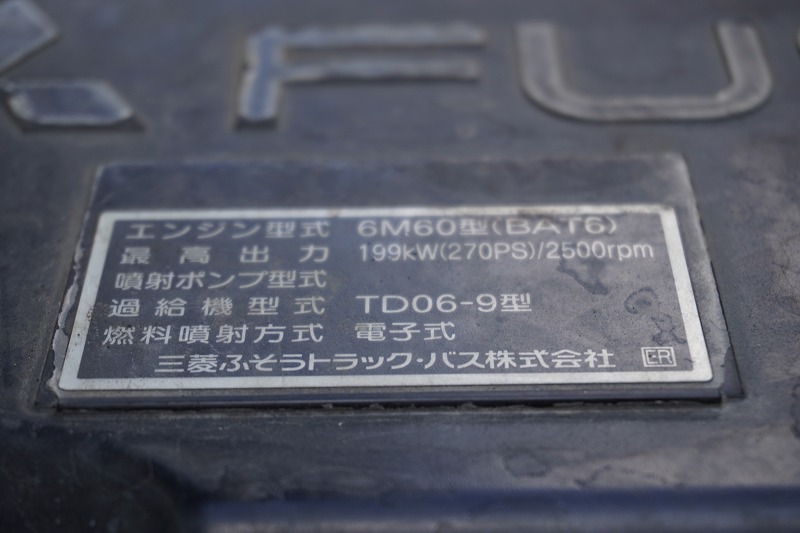 FU
エンジン型式 6M60型(BAT6)
最高出力 199kW(270PS)/2500rpm
噴射ポンプ型式
過給機型式 TD06-9型
燃料噴射方式 電子式
三菱ふそうトラック・バス株式会社 ER